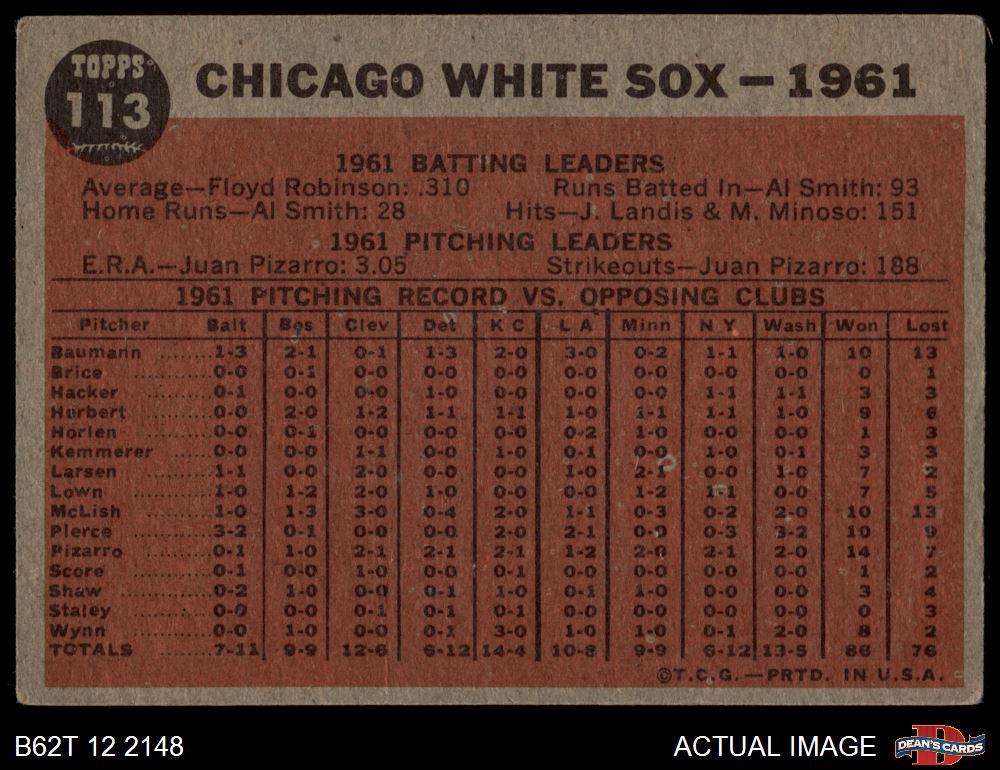 TOPPS
113
CHICAGO WHITE SOX — 1961
1961 BATTING LEADERS
Average—Floyd Robinson: .310 Runs Batted In—Al Smith: 93
Home Runs—Al Smith: 28 Hits—J. Landis & M. Minoso: 151
1961 PITCHING LEADERS
E.R.A.—Juan Pizarro: 3.05 Strikeouts—Juan Pizarro: 188
1961 PITCHING RECORD VS. OPPOSING CLUBS
Pitcher Balt Bos Clev Det K C L A Minn N Y Wash Won Lost
Baumann ........1-3 2-1 0-1 1-3 2-0 3-0 0-2 1-1 1-0 10 13
Brice ............0-0 0-1 0-0 0-0 0-0 0-0 0-0 0-0 0-0 0 1
Hacker ..........0-1 0-0 0-0 1-0 0-0 0-0 0-0 1-1 1-1 3 3
Herbert ........0-0 2-0 1-2 1-1 1-1 1-0 1-1 1-1 1-0 9 6
Horlen ..........0-0 0-1 0-0 0-0 0-0 0-2 1-0 0-0 0-0 1 3
Kemmerer ......0-0 0-0 1-1 0-0 1-0 0-1 0-0 1-0 0-1 3 3
Larsen ..........1-1 0-0 2-0 0-0 0-0 1-0 2-1 0-0 1-0 7 2
Lown ............1-0 1-2 2-0 1-0 0-0 0-0 1-2 1-1 0-0 7 5
McLish ..........1-0 1-3 3-0 0-4 2-0 1-1 0-3 0-2 2-0 10 13
Pierce ..........3-2 0-1 0-0 0-0 2-0 2-1 0-0 0-3 3-2 10 9
Pizarro ..........0-1 1-0 2-1 2-1 2-1 1-2 2-0 2-1 2-0 14 7
Score ............0-1 0-0 1-0 0-0 0-1 0-0 0-0 0-0 0-0 1 2
Shaw ............0-2 1-0 0-0 0-1 1-0 0-1 1-0 0-0 0-0 3 4
Staley ..........0-0 0-0 0-1 0-1 0-1 0-0 0-0 0-0 0-0 0 3
Wynn ............0-0 1-0 0-0 0-1 3-0 1-0 1-0 0-1 2-0 8 2
TOTALS 7-11 9-9 12-6 6-12 14-4 10-8 9-9 6-12 13-5 86 76
©T.C.G.—PRTD. IN U.S.A.
B62T 12 2148 ACTUAL IMAGE DEAN'S CARDS